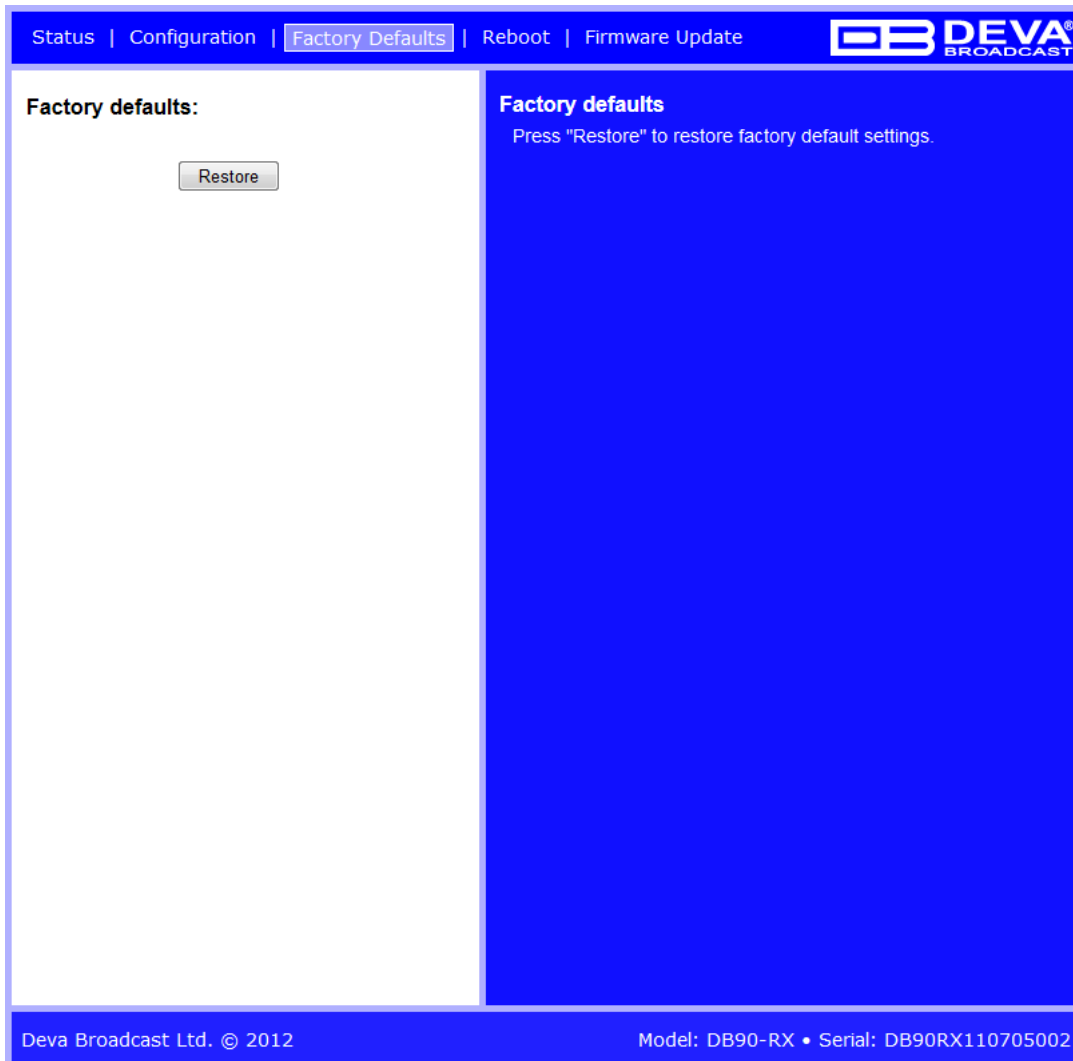 Status | Configuration | Factory Defaults | Reboot | Firmware Update
DB DEVA®
BROADCAST
Factory defaults:
Restore
Factory defaults
Press "Restore" to restore factory default settings.
Deva Broadcast Ltd. © 2012
Model: DB90-RX • Serial: DB90RX110705002